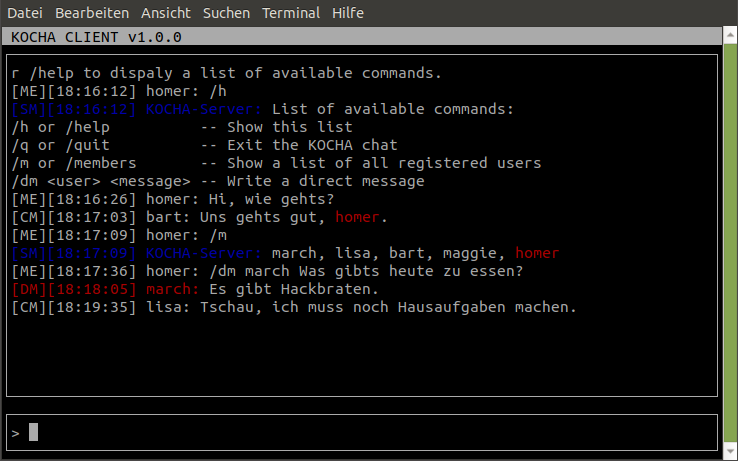 Datei Bearbeiten Ansicht Suchen Terminal Hilfe
KOCHA CLIENT v1.0.0
r /help to dispaly a list of available commands.
[ME][18:16:12] homer: /h
[SM][18:16:12] KOCHA-Server: List of available commands:
/h or /help -- Show this list
/q or /quit -- Exit the KOCHA chat
/m or /members -- Show a list of all registered users
/dm <user> <message> -- Write a direct message
[ME][18:16:26] homer: Hi, wie gehts?
[CM][18:17:03] bart: Uns gehts gut, homer.
[ME][18:17:09] homer: /m
[SM][18:17:09] KOCHA-Server: march, lisa, bart, maggie, homer
[ME][18:17:36] homer: /dm march Was gibts heute zu essen?
[DM][18:18:05] march: Es gibt Hackbraten.
[CM][18:19:35] lisa: Tschau, ich muss noch Hausaufgaben machen.
>